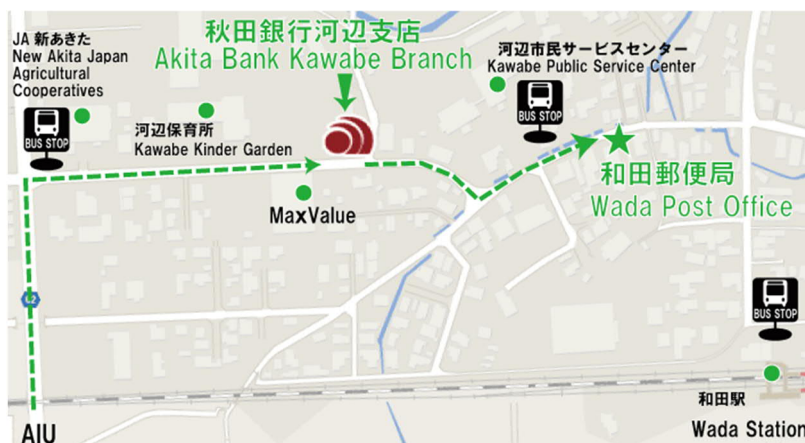 JA 新あきた
New Akita Japan
Agricultural
Cooperatives
BUS STOP
秋田銀行河辺支店
Akita Bank Kawabe Branch
河辺市民サービスセンター
Kawabe Public Service Center
BUS STOP
河辺保育所
Kawabe Kinder Garden
MaxValue
和田郵便局
Wada Post Office
62
BUS STOP
和田駅
Wada Station
AIU